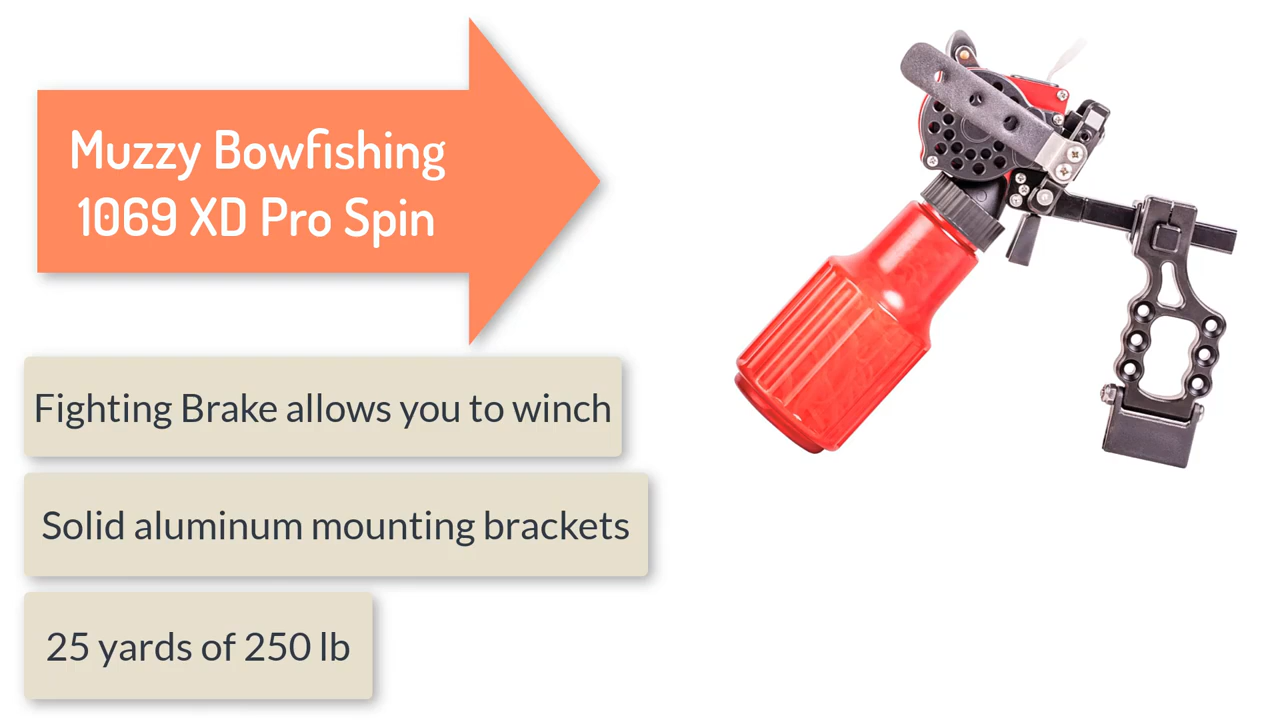 Muzzy Bowfishing
1069 XD Pro Spin
Fighting Brake allows you to winch
Solid aluminum mounting brackets
25 yards of 250 lb